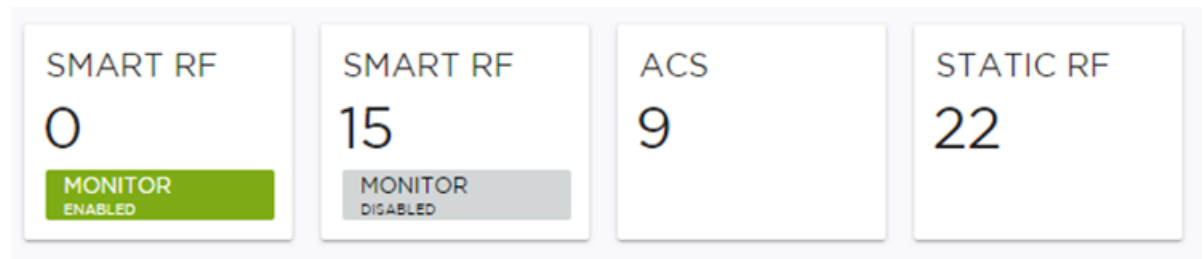 SMART RF
0
MONITOR
ENABLED
SMART RF
15
MONITOR
DISABLED
ACS
9
STATIC RF
22